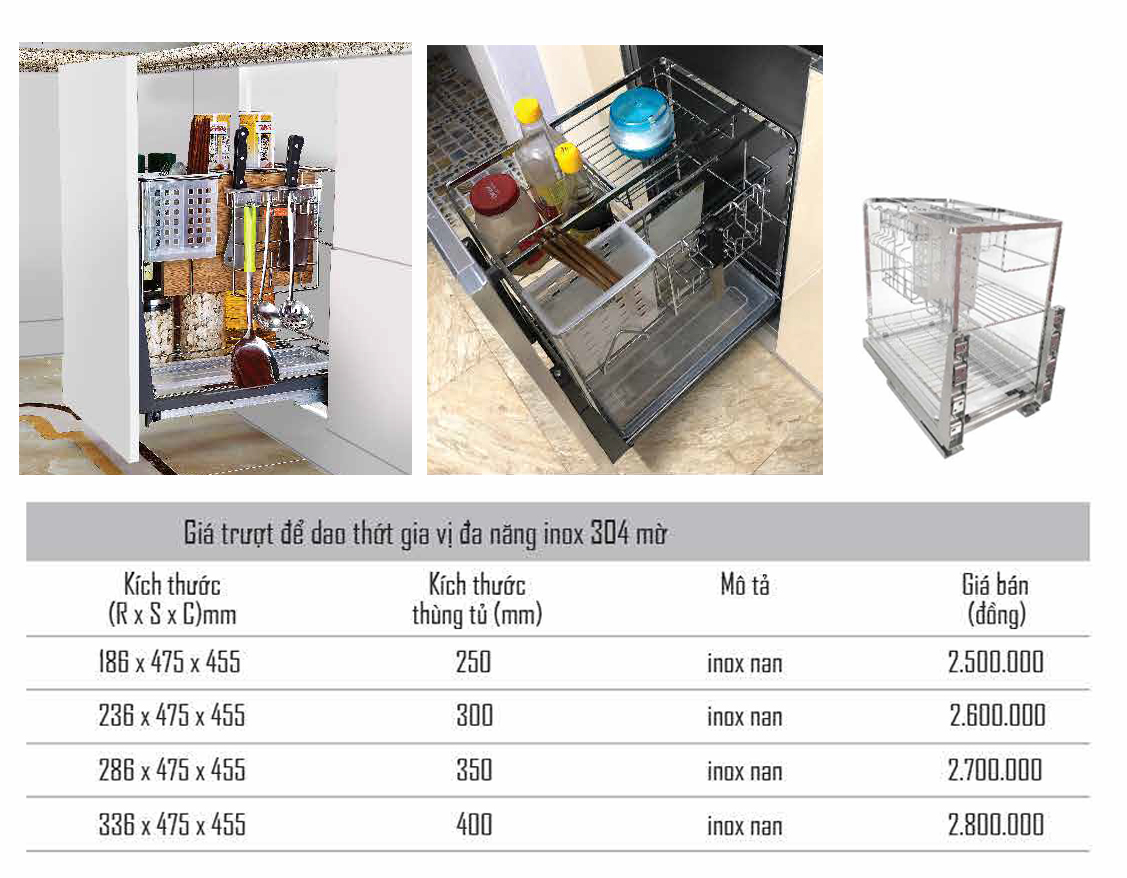 Giá trượt để dao thớt gia vị đa năng inox 304 mờ
Kích thước (R x S x C)mm Kích thước thùng tủ (mm) Mô tả Giá bán (đồng)
186 x 475 x 455 250 inox nan 2.500.000
236 x 475 x 455 300 inox nan 2.600.000
286 x 475 x 455 350 inox nan 2.700.000
336 x 475 x 455 400 inox nan 2.800.000